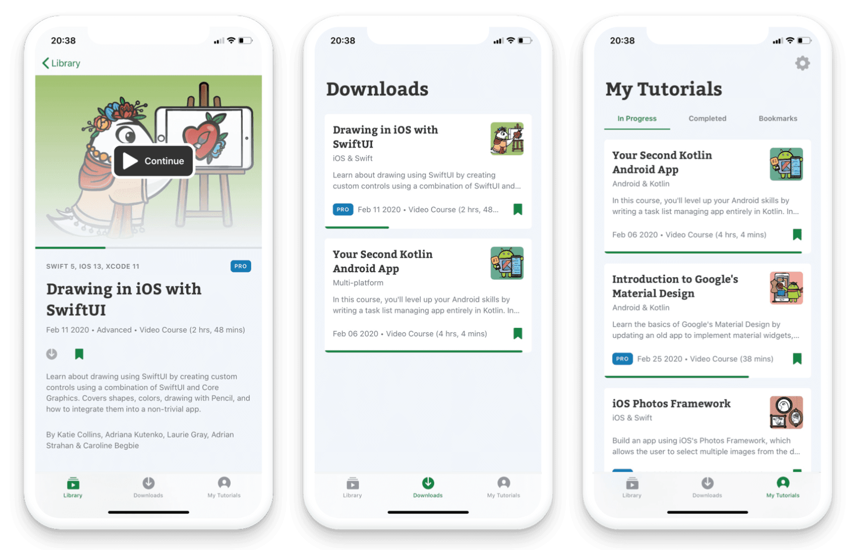 20:38
Library
Continue
SWIFT 5, IOS 13, XCODE 11
PRO
Drawing in iOS with
SwiftUI
Feb 11 2020 • Advanced • Video Course (2 hrs, 48 mins)
Learn about drawing using SwiftUI by creating custom
controls using a combination of SwiftUI and Core
Graphics. Covers shapes, colors, drawing with Pencil, and
how to integrate them into a non-trivial app.
By Katie Collins, Adriana Kutenko, Laurie Gray, Adrian
Strahan & Caroline Begbie
Library
Downloads
My Tutorials
20:38
Downloads
Drawing in iOS with
SwiftUI
iOS & Swift
Learn about drawing using SwiftUI by creating
custom controls using a combination of SwiftUI and...
PRO
Feb 11 2020 • Video Course (2 hrs, 48...
Your Second Kotlin
Android App
Multi-platform
In this course, you'll level up your Android skills by
writing a task list managing app entirely in Kotlin. In...
Feb 06 2020 • Video Course (4 hrs, 4 mins)
Library
Downloads
My Tutorials
20:38
My Tutorials
In Progress
Completed
Bookmarks
Your Second Kotlin
Android App
Android & Kotlin
In this course, you'll level up your Android skills by
writing a task list managing app entirely in Kotlin. In...
Feb 06 2020 • Video Course (4 hrs, 4 mins)
Introduction to Google's
Material Design
Android & Kotlin
Learn the basics of Google's Material Design by
updating an old app to implement material widgets,...
PRO
Feb 25 2020 • Video Course (38 mins)
iOS Photos Framework
iOS & Swift
Build an app using iOS's Photos Framework, which
allows the user to select multiple images from the d...
Library
Downloads
My Tutorials